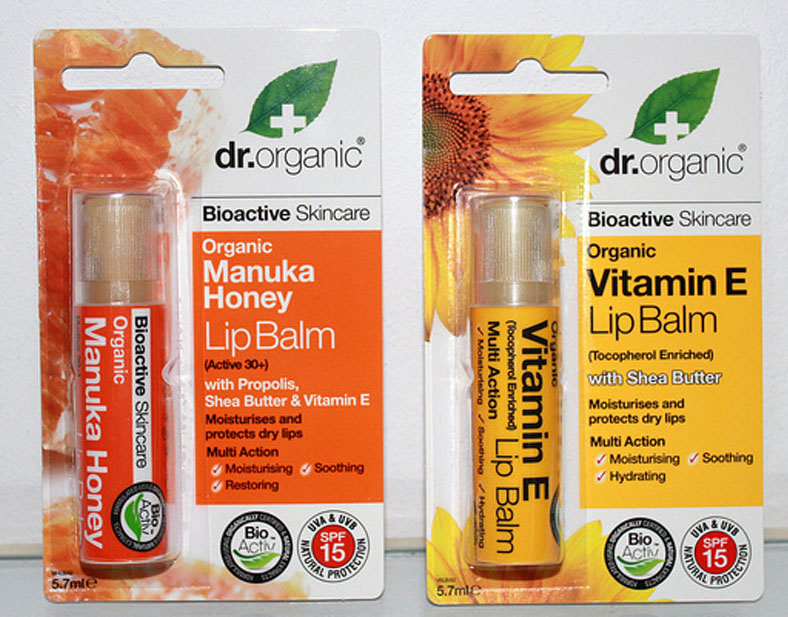 dr.organic®
Bioactive Skincare
Organic
Manuka
Honey
Lip Balm
(Active 30+)
with Propolis,
Shea Butter & Vitamin E
Moisturises and
protects dry lips
Multi Action
✓ Moisturising ✓ Soothing
✓ Restoring
Bio
Activ™
UVA & UVB
SPF
15
NATURAL PROTECTION
5.7ml e
Bioactive Skincare
Organic
Manuka Honey
Bio
Activ
dr.organic®
Bioactive Skincare
Organic
Vitamin E
Lip Balm
(Tocopherol Enriched)
with Shea Butter
Moisturises and
protects dry lips
Multi Action
✓ Moisturising ✓ Soothing
✓ Hydrating
Bio
Activ™
UVA & UVB
SPF
15
NATURAL PROTECTION
5.7ml e
Organic
Vitamin E
(Tocopherol Enriched) Lip Balm
Multi Action
✓ Moisturising ✓ Soothing ✓ Hydrating